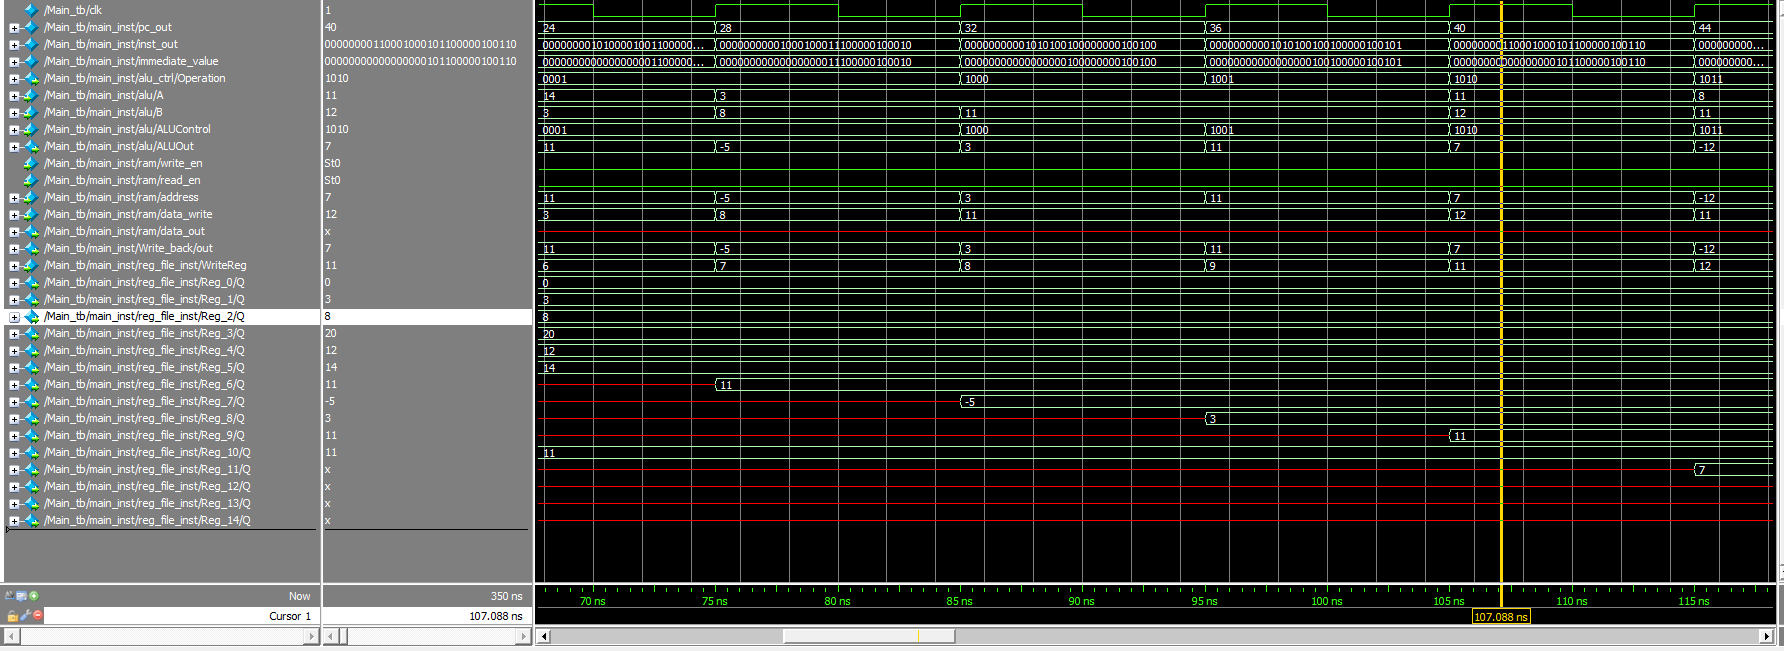 /Main_tb/clk 1
/Main_tb/main_inst/pc_out 40 24 28 32 36 40 44
/Main_tb/main_inst/inst_out 00000000110001000101100000100110 000000001010000100110000... 00000000001000100011100000100010 00000000001010100100000000100100 00000000001010100100100000100101 00000000110001000101100000100110 000000000...
/Main_tb/main_inst/immediate_value 00000000000000000101100000100110 000000000000000000110000... 00000000000000000011100000100010 00000000000000000100000000100100 00000000000000000100100000100101 00000000000000000101100000100110 000000000...
/Main_tb/main_inst/alu_ctrl/Operation 1010 0001 1000 1001 1010 1011
/Main_tb/main_inst/alu/A 11 14 3 11 8
/Main_tb/main_inst/alu/B 12 3 8 11 12 11
/Main_tb/main_inst/alu/ALUControl 1010 0001 1000 1001 1010 1011
/Main_tb/main_inst/alu/ALUOut 7 11 -5 3 11 7 -12
/Main_tb/main_inst/ram/write_en St0
/Main_tb/main_inst/ram/read_en St0
/Main_tb/main_inst/ram/address 7 11 -5 3 11 7 -12
/Main_tb/main_inst/ram/data_write 12 3 8 11 12 11
/Main_tb/main_inst/ram/data_out x
/Main_tb/main_inst/Write_back/out 7 11 -5 3 11 7 -12
/Main_tb/main_inst/reg_file_inst/WriteReg 11 6 7 8 9 11 12
/Main_tb/main_inst/reg_file_inst/Reg_0/Q 0 0
/Main_tb/main_inst/reg_file_inst/Reg_1/Q 3 3
/Main_tb/main_inst/reg_file_inst/Reg_2/Q 8 8
/Main_tb/main_inst/reg_file_inst/Reg_3/Q 20 20
/Main_tb/main_inst/reg_file_inst/Reg_4/Q 12 12
/Main_tb/main_inst/reg_file_inst/Reg_5/Q 14 14
/Main_tb/main_inst/reg_file_inst/Reg_6/Q 11 11
/Main_tb/main_inst/reg_file_inst/Reg_7/Q -5 -5
/Main_tb/main_inst/reg_file_inst/Reg_8/Q 3 3
/Main_tb/main_inst/reg_file_inst/Reg_9/Q 11 11
/Main_tb/main_inst/reg_file_inst/Reg_10/Q 11 11
/Main_tb/main_inst/reg_file_inst/Reg_11/Q x 7
/Main_tb/main_inst/reg_file_inst/Reg_12/Q x
/Main_tb/main_inst/reg_file_inst/Reg_13/Q x
/Main_tb/main_inst/reg_file_inst/Reg_14/Q x
Now 350 ns 70 ns 75 ns 80 ns 85 ns 90 ns 95 ns 100 ns 105 ns 110 ns 115 ns
Cursor 1 107.088 ns 107.088 ns